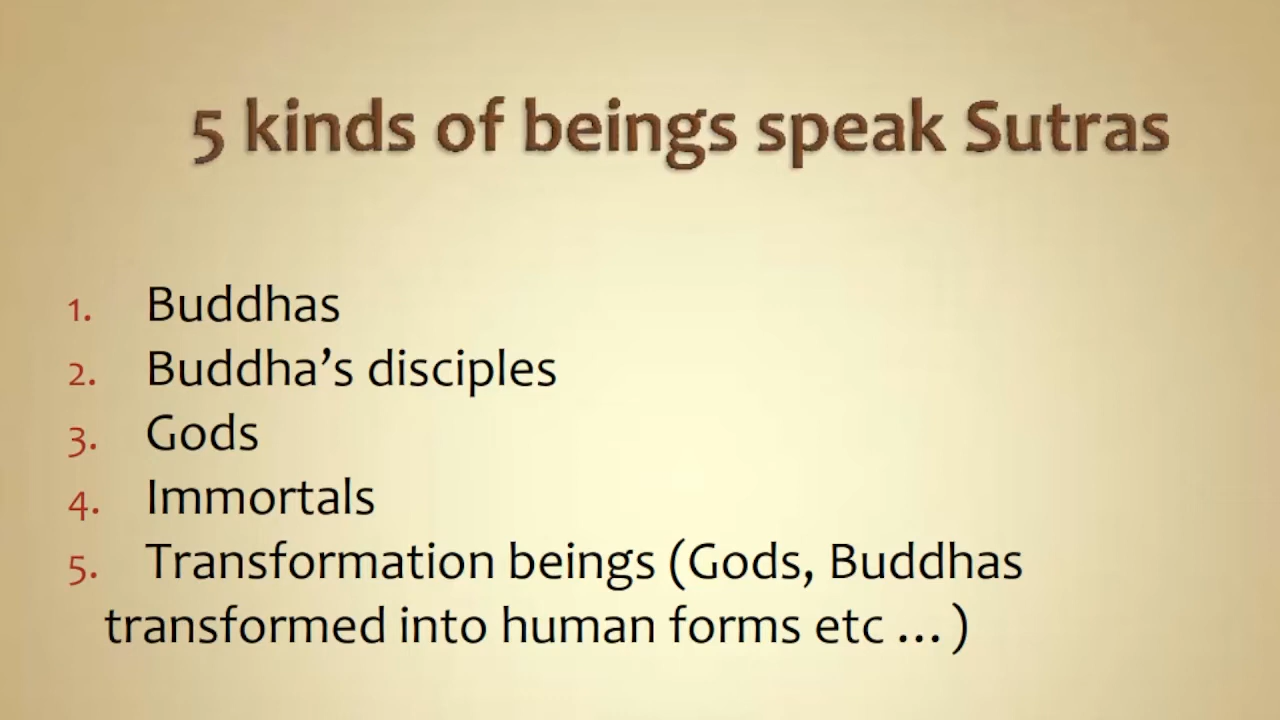 5 kinds of beings speak Sutras
1. Buddhas
2. Buddha’s disciples
3. Gods
4. Immortals
5. Transformation beings (Gods, Buddhas
transformed into human forms etc … )